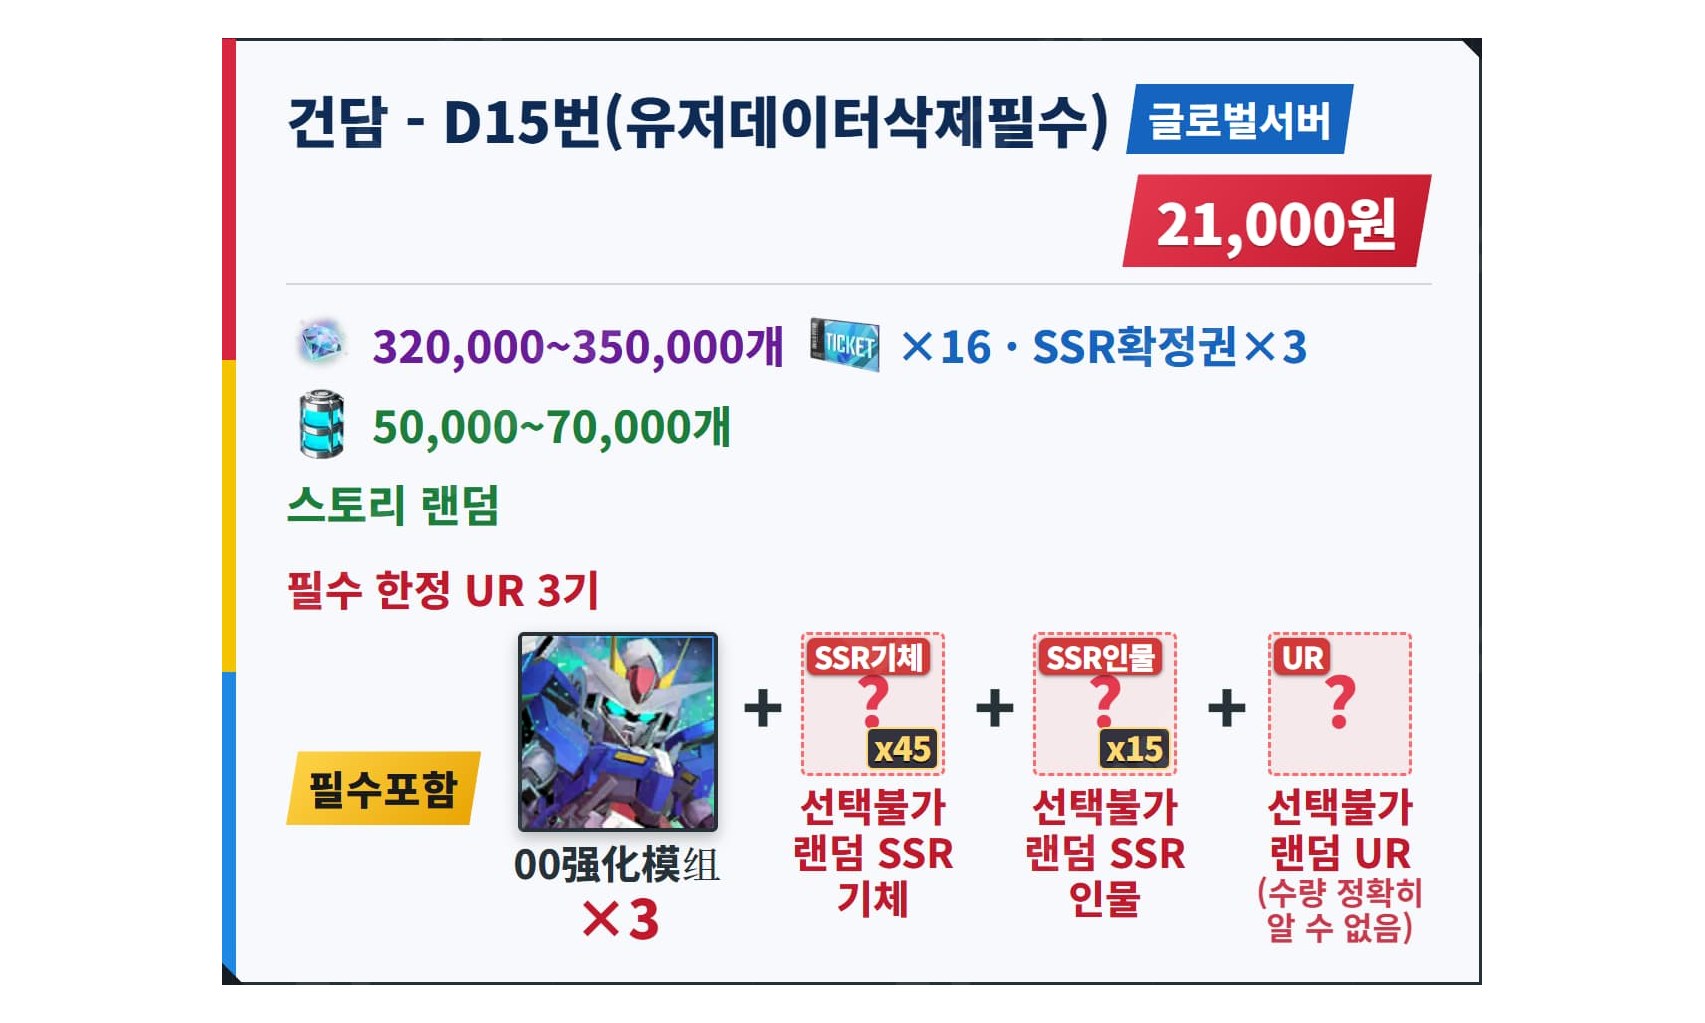 건담 - D15번(유저데이터삭제필수) 글로벌서버
21,000원
320,000~350,000개 TICKET ×16 · SSR확정권×3
50,000~70,000개
스토리 랜덤
필수 한정 UR 3기
필수포함
00强化模组
×3
+
SSR기체
?
x45
선택불가
랜덤 SSR
기체
+
SSR인물
?
x15
선택불가
랜덤 SSR
인물
+
UR
?
선택불가
랜덤 UR
(수량 정확히
알 수 없음)